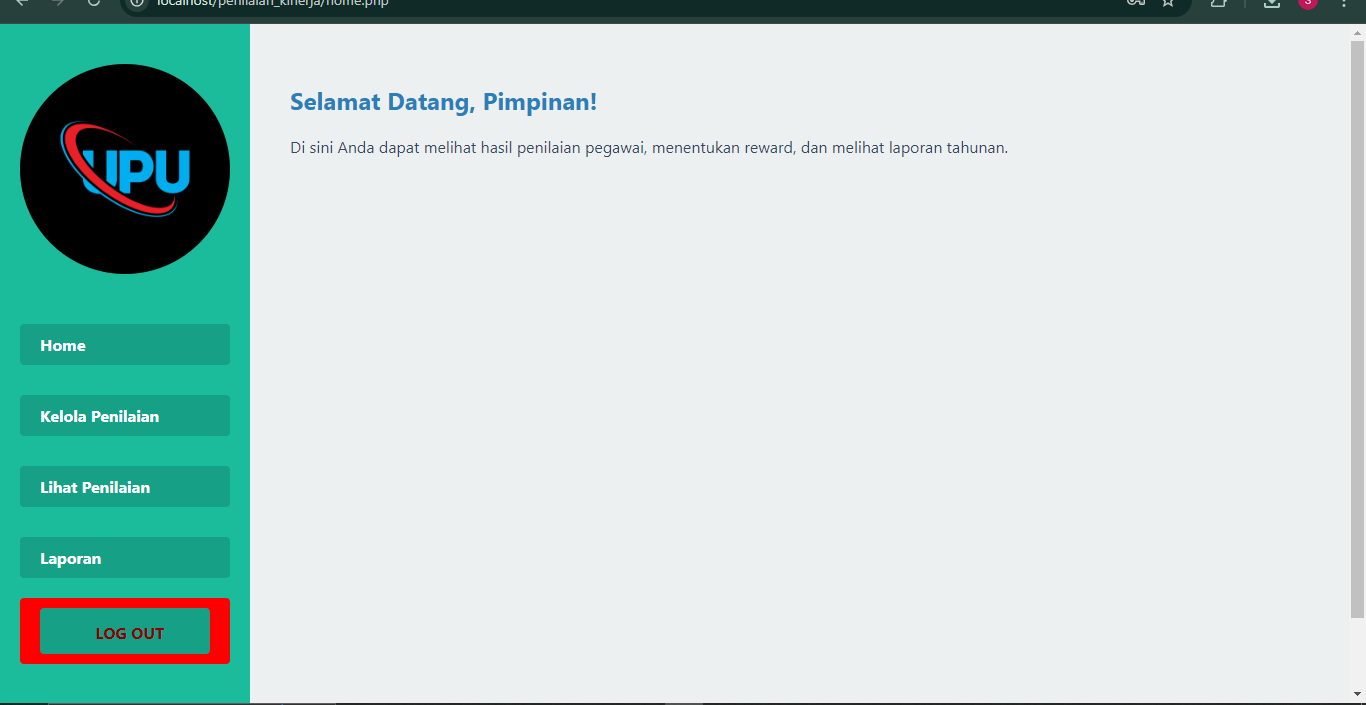 localhost/penilaian_kinerja/home.php
S
UPU
Selamat Datang, Pimpinan!
Di sini Anda dapat melihat hasil penilaian pegawai, menentukan reward, dan melihat laporan tahunan.
Home
Kelola Penilaian
Lihat Penilaian
Laporan
LOG OUT